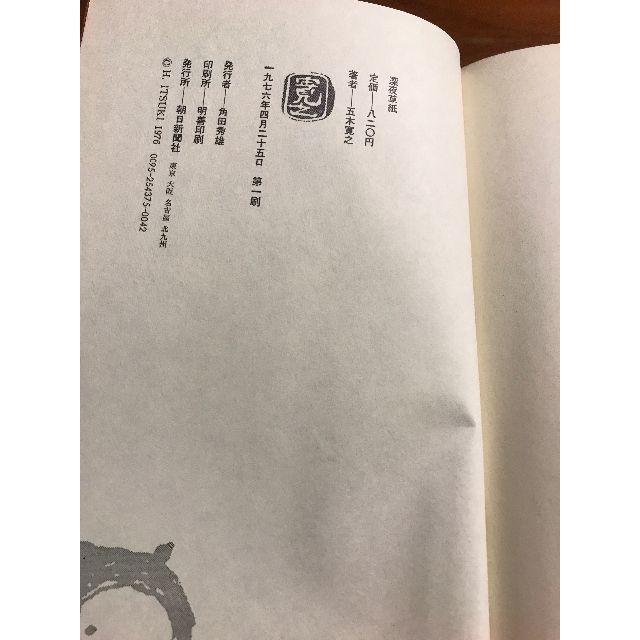 深夜草紙
定価——八二〇円
著者——五木寛之
寛之
一九七六年四月二十五日　第一刷
発行者——角田秀雄
印刷所——明善印刷
発行所——朝日新聞社　東京 大阪 名古屋 北九州
© H. ITSUKI 1976　0095-254375-0042